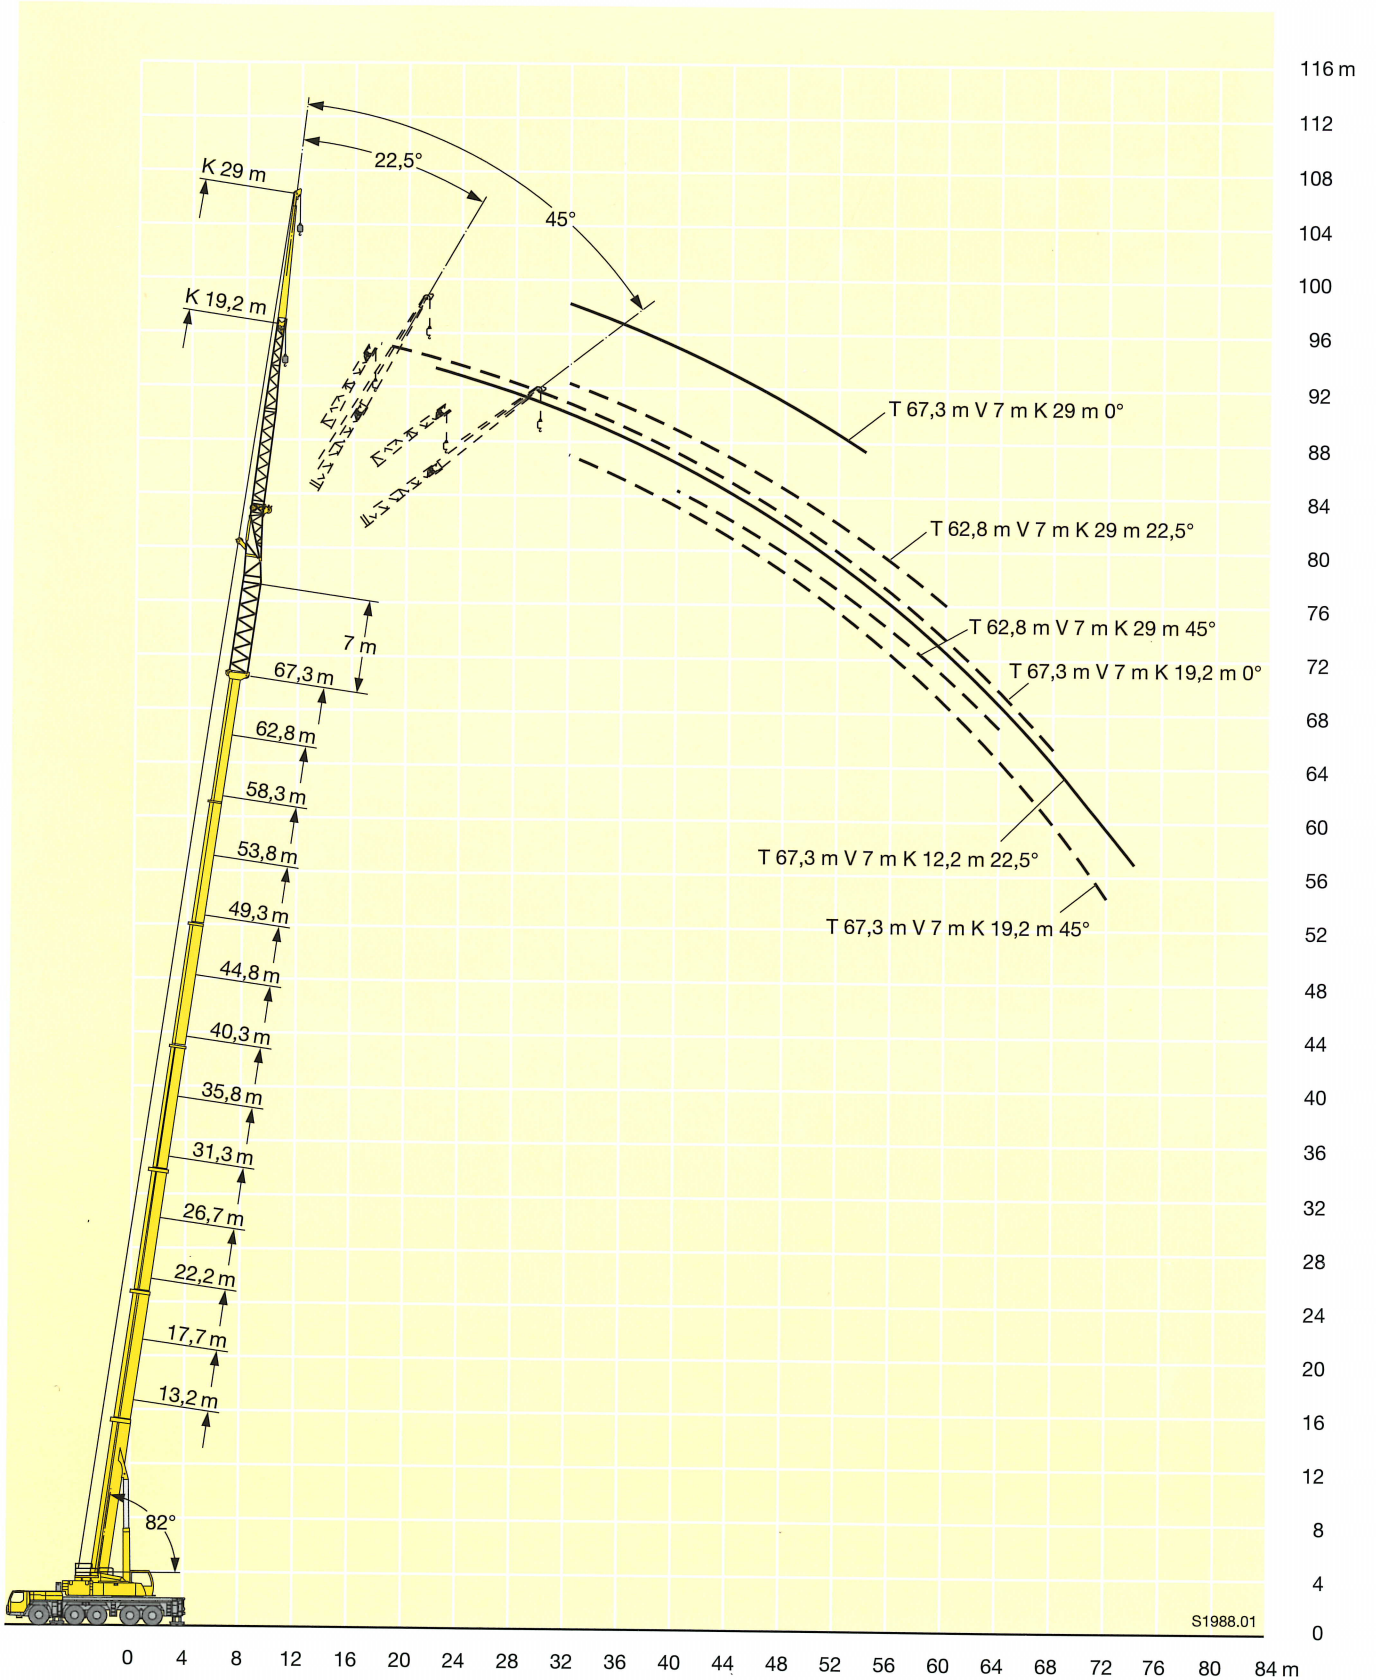 116 m
112
K 29 m
22,5°
108
45°
104
K 19,2 m
100
96
92
T 67,3 m V 7 m K 29 m 0°
88
84
T 62,8 m V 7 m K 29 m 22,5°
80
76
T 62,8 m V 7 m K 29 m 45°
7 m
72
67,3 m
T 67,3 m V 7 m K 19,2 m 0°
68
62,8 m
64
58,3 m
60
53,8 m
T 67,3 m V 7 m K 12,2 m 22,5°
56
49,3 m
T 67,3 m V 7 m K 19,2 m 45°
52
44,8 m
48
40,3 m
44
35,8 m
40
31,3 m
36
26,7 m
32
22,2 m
28
24
17,7 m
20
13,2 m
16
12
82°
8
4
S1988.01
0
0 4 8 12 16 20 24 28 32 36 40 44 48 52 56 60 64 68 72 76 80 84 m